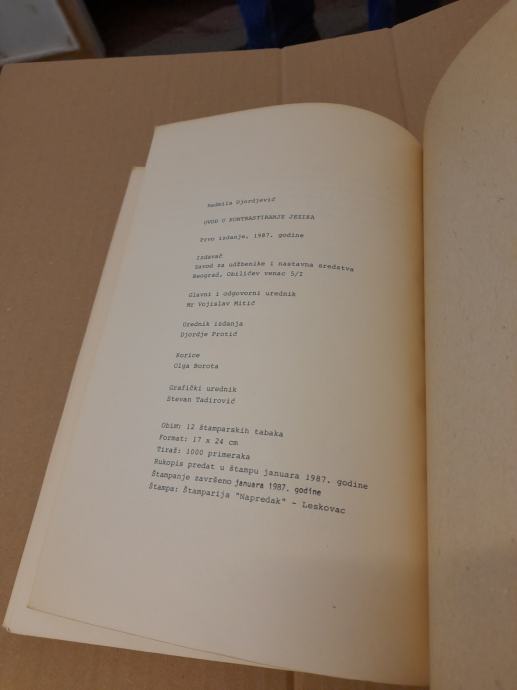 Radmila Djordjević
UVOD U KONTRASTIRANJE JEZIKA
Prvo izdanje, 1987. godine
Izdavač
Zavod za udžbenike i nastavna sredstva
Beograd, Obilićev venac 5/I
Glavni i odgovorni urednik
Mr Vojislav Mitić
Urednik izdanja
Djordje Protić
Korice
Olga Borota
Grafički urednik
Stevan Tadirović
Obim: 12 štamparskih tabaka
Format: 17 x 24 cm
Tiraž: 1000 primeraka
Rukopis predat u štampu januara 1987. godine
Štampanje završeno januara 1987. godine
Štampa: Štamparija "Napredak" - Leskovac